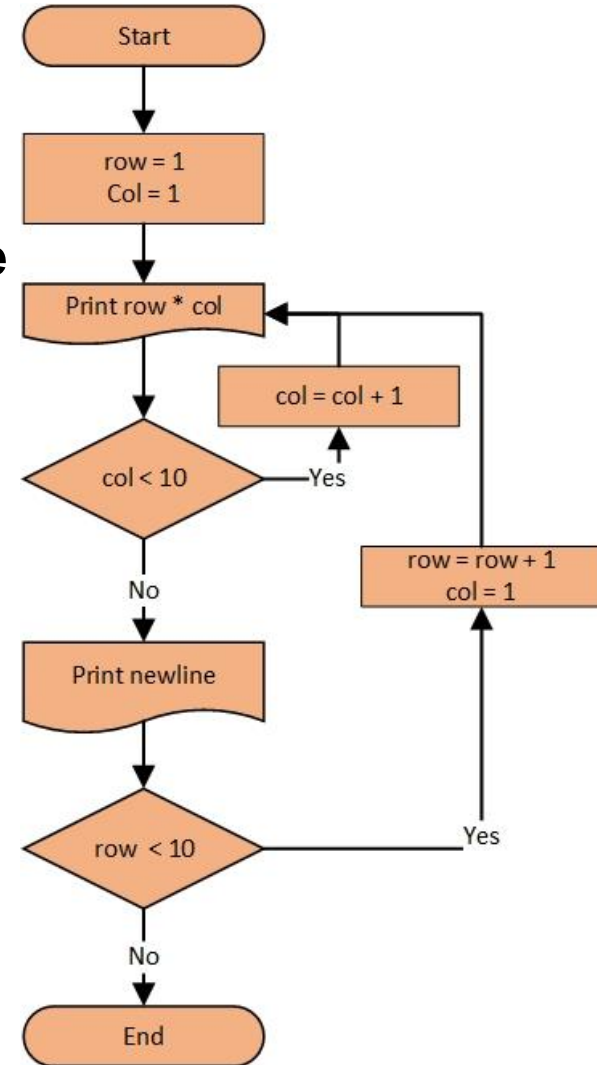 Start
row = 1
Col = 1
e
Print row * col
col = col + 1
col < 10
Yes
No
row = row + 1
col = 1
Print newline
row < 10
Yes
No
End